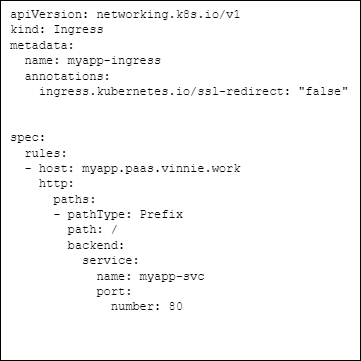 apiVersion: networking.k8s.io/v1
kind: Ingress
metadata:
  name: myapp-ingress
  annotations:
    ingress.kubernetes.io/ssl-redirect: "false"
spec:
  rules:
  - host: myapp.paas.vinnie.work
    http:
      paths:
      - pathType: Prefix
        path: /
        backend:
          service:
            name: myapp-svc
            port:
              number: 80